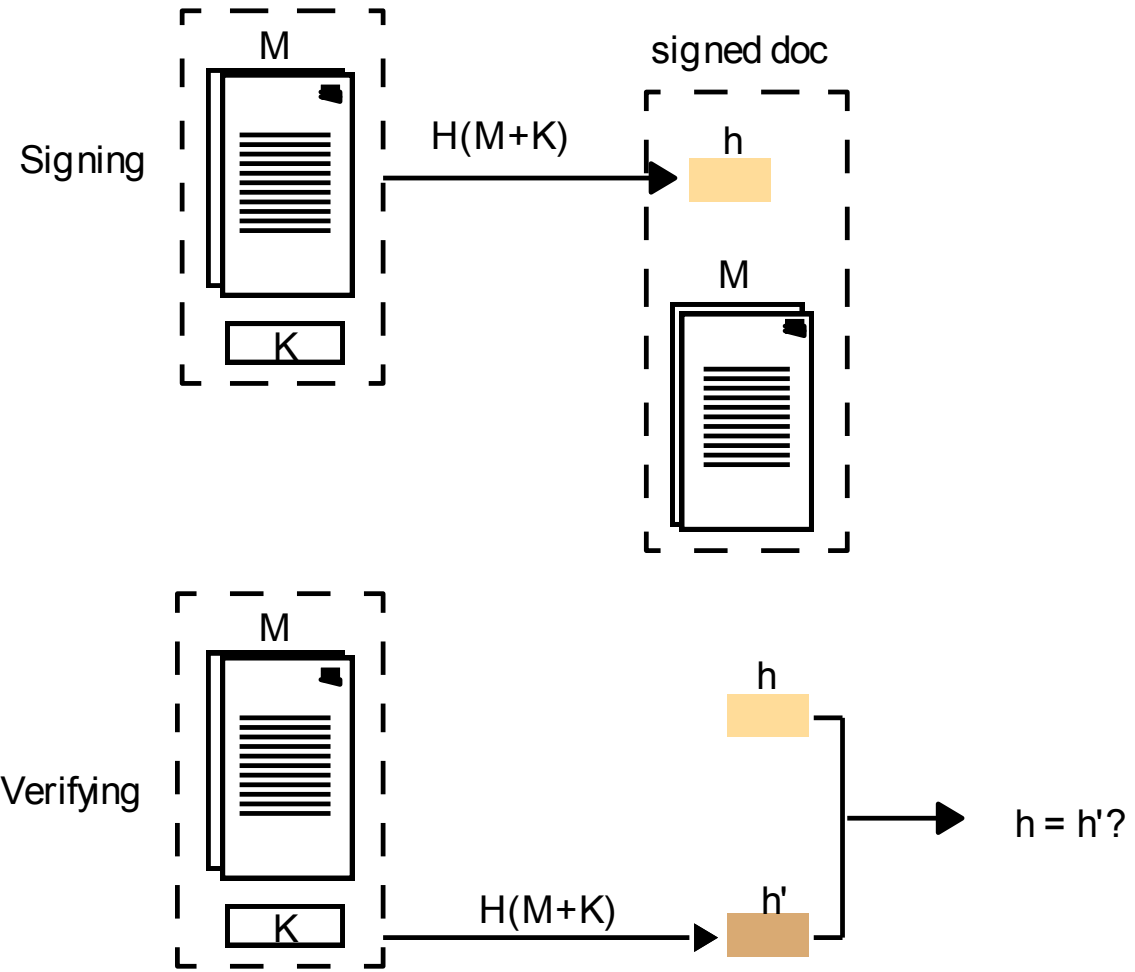 M
signed doc
Signing
H(M+K)
h
M
K
M
h
Verifying
h = h'?
H(M+K)
h'
K